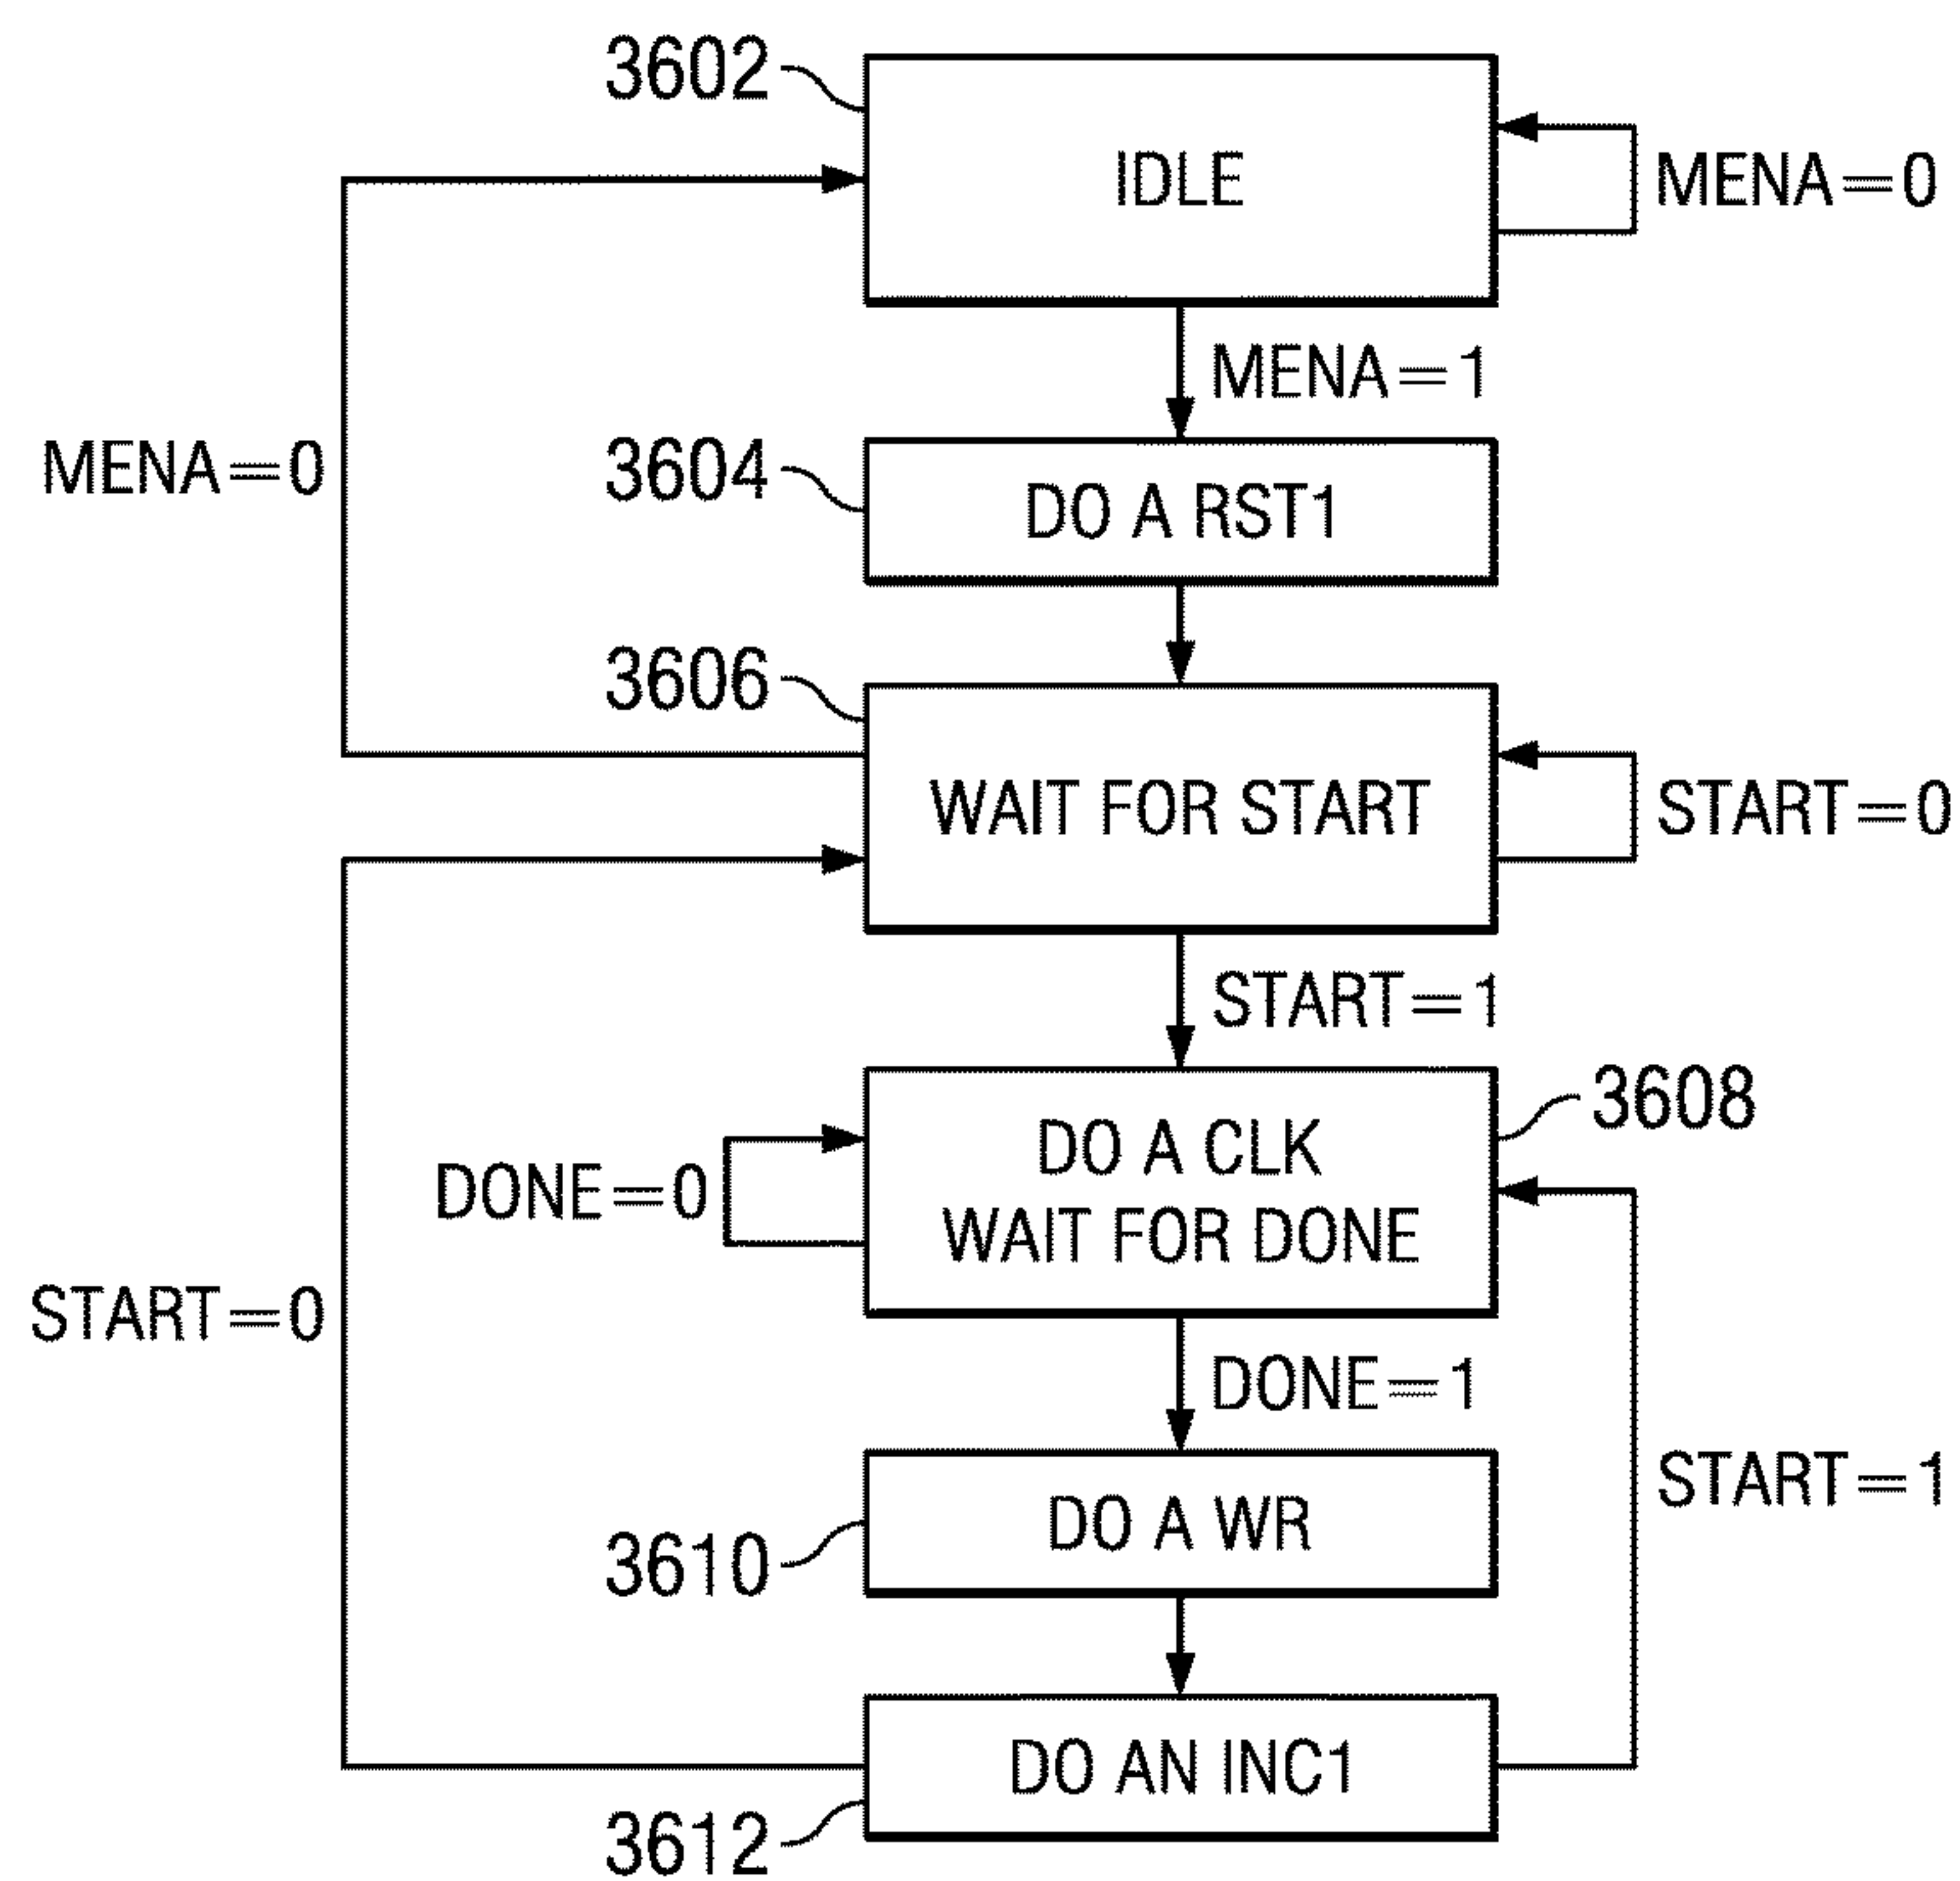 3602
IDLE
MENA=0
MENA=1
MENA=0
3604
DO A RST1
3606
WAIT FOR START
START=0
START=1
3608
DO A CLK
WAIT FOR DONE
DONE=0
START=0
DONE=1
START=1
3610
DO A WR
DO AN INC1
3612